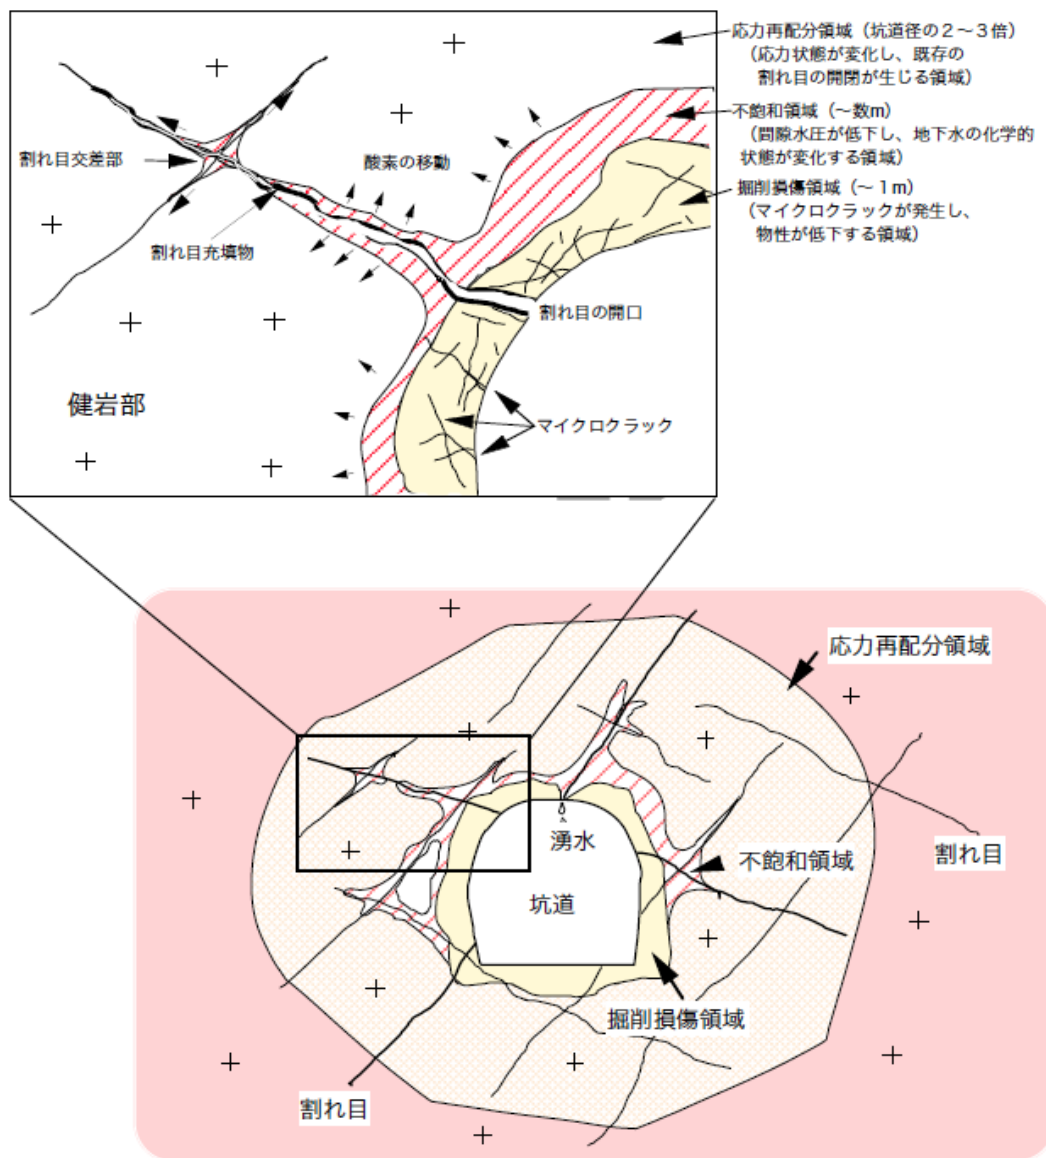 応力再配分領域（坑道径の２～３倍）
（応力状態が変化し、既存の
割れ目の開閉が生じる領域）
不飽和領域（～数m）
（間隙水圧が低下し、地下水の化学的
状態が変化する領域）
掘削損傷領域（～１m）
（マイクロクラックが発生し、
物性が低下する領域）
割れ目交差部
酸素の移動
割れ目充填物
割れ目の開口
健岩部
マイクロクラック
応力再配分領域
湧水
不飽和領域
割れ目
坑道
掘削損傷領域
割れ目